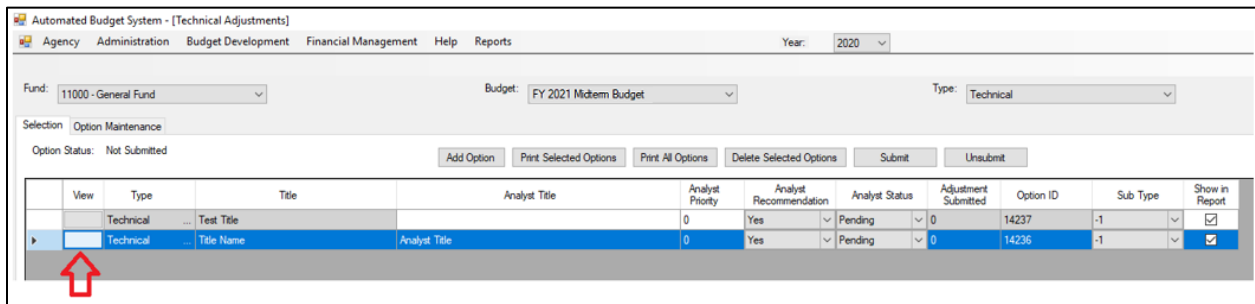 Automated Budget System - [Technical Adjustments]
Agency Administration Budget Development Financial Management Help Reports Year: 2020
Fund: 11000 - General Fund Budget: FY 2021 Midterm Budget Type: Technical
Selection Option Maintenance
Option Status: Not Submitted Add Option Print Selected Options Print All Options Delete Selected Options Submit Unsubmit
View Type Title Analyst Title Analyst Priority Analyst Recommendation Analyst Status Adjustment Submitted Option ID Sub Type Show in Report
Technical ... Test Title 0 Yes Pending 0 14237 -1
Technical ... Title Name Analyst Title 0 Yes Pending 0 14236 -1